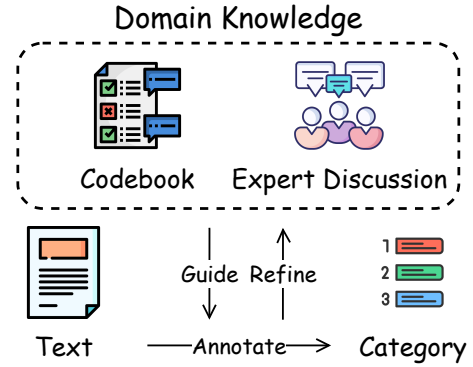 Domain Knowledge
Codebook Expert Discussion
Guide Refine
1
2
3
Text Annotate Category